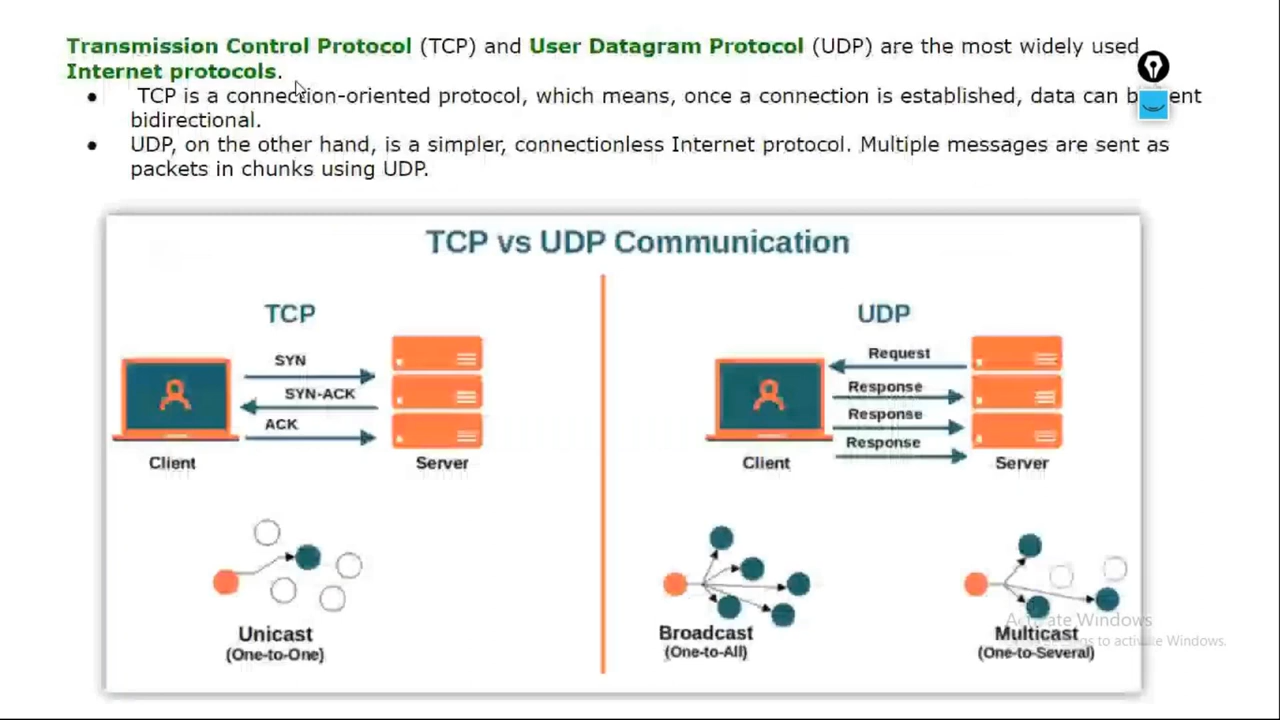 Transmission Control Protocol (TCP) and User Datagram Protocol (UDP) are the most widely used
Internet protocols.
• TCP is a connection-oriented protocol, which means, once a connection is established, data can ent
bidirectional.
• UDP, on the other hand, is a simpler, connectionless Internet protocol. Multiple messages are sent as
packets in chunks using UDP.
TCP vs UDP Communication
TCP
SYN
SYN-ACK
ACK
Client
Server
Unicast
(One-to-One)
UDP
Request
Response
Response
Response
Client
Server
Broadcast
(One-to-All)
Multicast
(One-to-Several)
Activate Windows
to activate Windows.